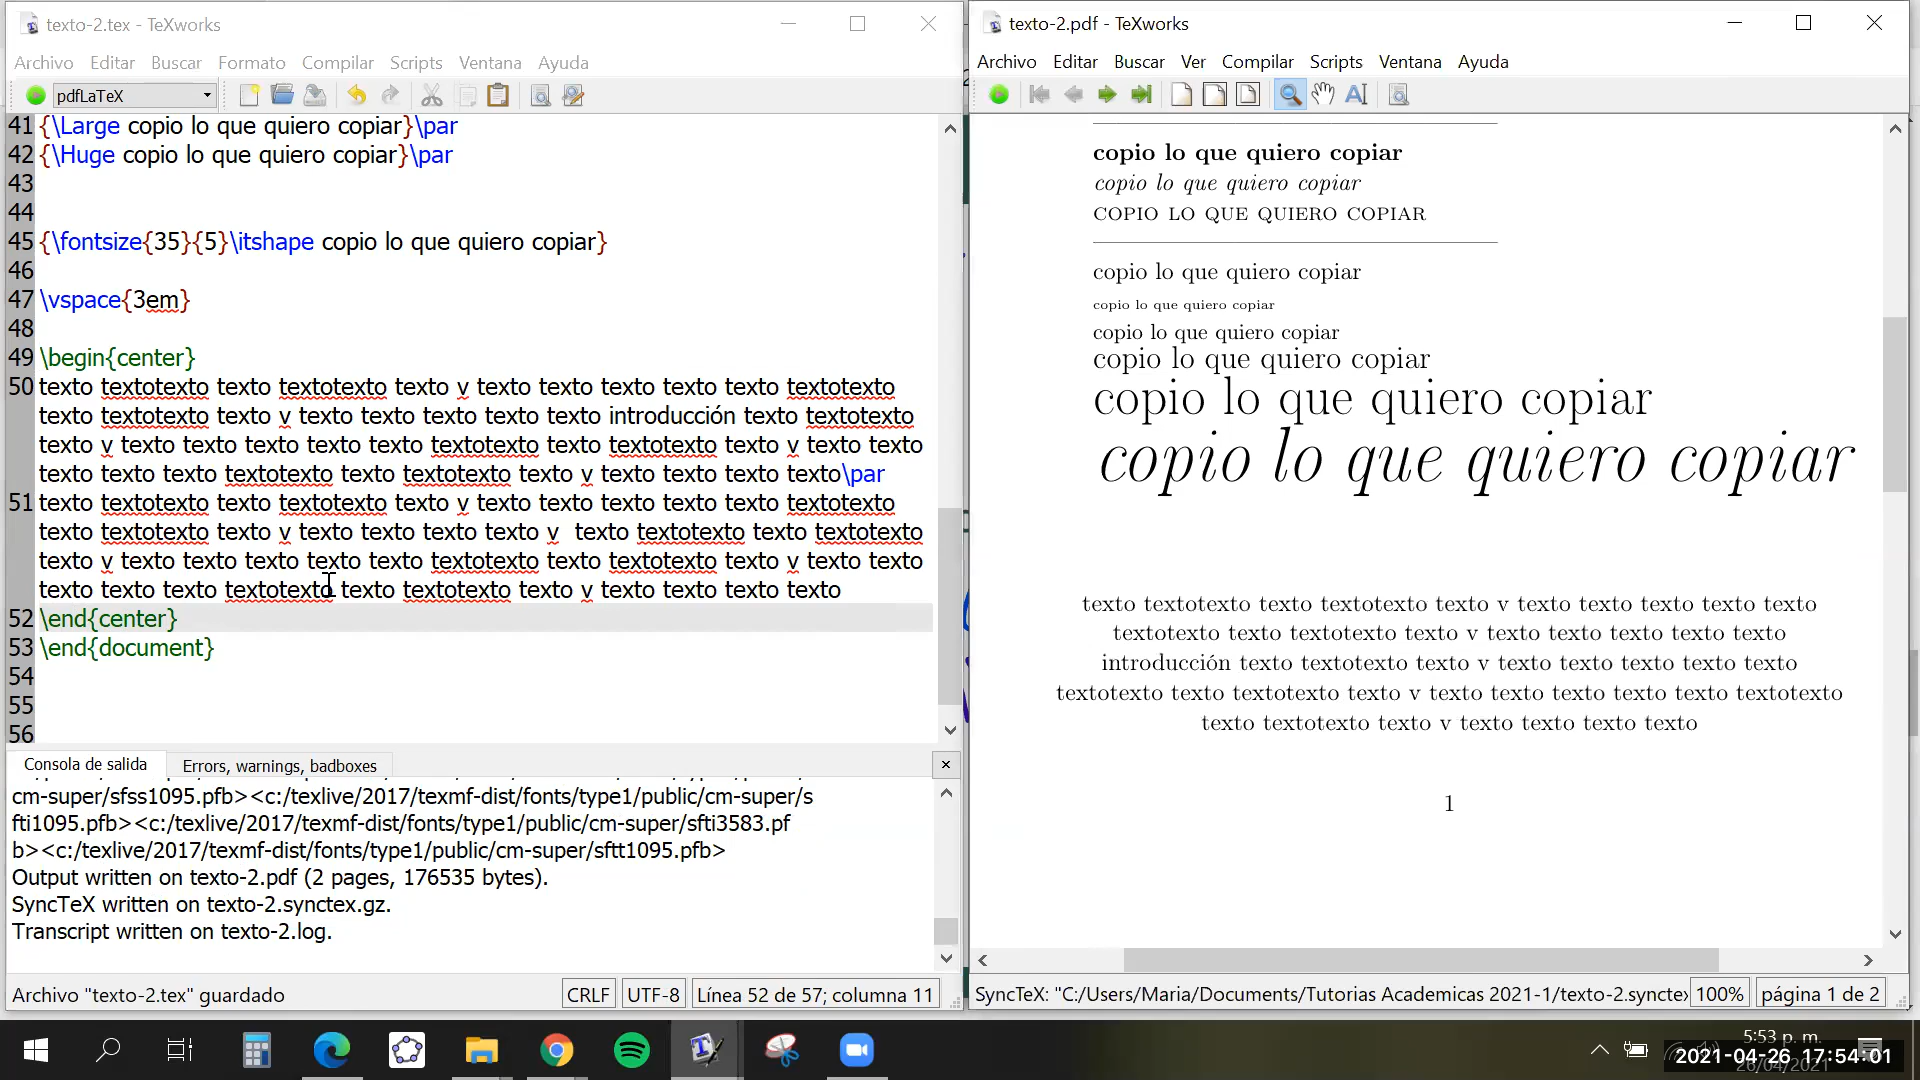 texto-2.tex - TeXworks
Archivo Editar Buscar Formato Compilar Scripts Ventana Ayuda
pdfLaTeX
41 {\Large copio lo que quiero copiar}\par
42 {\Huge copio lo que quiero copiar}\par
43
44
45 {\fontsize{35}{5}\itshape copio lo que quiero copiar}
46
47 \vspace{3em}
48
49 \begin{center}
50 texto textotexto texto textotexto texto v texto texto texto texto texto textotexto
texto textotexto texto v texto texto texto texto texto introducción texto textotexto
texto v texto texto texto texto texto textotexto texto textotexto texto v texto texto
texto texto texto textotexto texto textotexto texto v texto texto texto texto\par
51 texto textotexto texto textotexto texto v texto texto texto texto texto textotexto
texto textotexto texto v texto texto texto texto v texto textotexto texto textotexto
texto v texto texto texto texto texto textotexto texto textotexto texto v texto texto
texto texto texto textotexto texto textotexto texto v texto texto texto texto
52 \end{center}
53 \end{document}
54
55
56
Consola de salida Errors, warnings, badboxes
cm-super/sfss1095.pfb><c:/texlive/2017/texmf-dist/fonts/type1/public/cm-super/s
fti1095.pfb><c:/texlive/2017/texmf-dist/fonts/type1/public/cm-super/sfti3583.pf
b><c:/texlive/2017/texmf-dist/fonts/type1/public/cm-super/sftt1095.pfb>
Output written on texto-2.pdf (2 pages, 176535 bytes).
SyncTeX written on texto-2.synctex.gz.
Transcript written on texto-2.log.
Archivo "texto-2.tex" guardado CRLF UTF-8 Línea 52 de 57; columna 11
texto-2.pdf - TeXworks
Archivo Editar Buscar Ver Compilar Scripts Ventana Ayuda
copio lo que quiero copiar
copio lo que quiero copiar
COPIO LO QUE QUIERO COPIAR
copio lo que quiero copiar
copio lo que quiero copiar
copio lo que quiero copiar
copio lo que quiero copiar
copio lo que quiero copiar
copio lo que quiero copiar
texto textotexto texto textotexto texto v texto texto texto texto texto
textotexto texto textotexto texto v texto texto texto texto texto
introducción texto textotexto texto v texto texto texto texto texto
textotexto texto textotexto texto v texto texto texto texto texto textotexto
texto textotexto texto v texto texto texto texto
1
SyncTeX: "C:/Users/Maria/Documents/Tutorias Academicas 2021-1/texto-2.synctex 100% página 1 de 2
5:53 p. m.
2021-04-26 17:54:01
26/04/2021